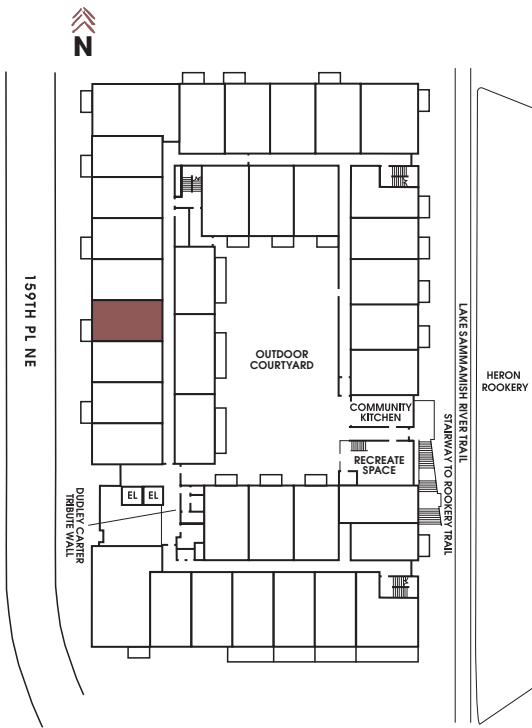 N
159TH PL NE
OUTDOOR
COURTYARD
LAKE SAMMAMISH RIVER TRAIL
HERON
ROOKERY
COMMUNITY
KITCHEN
STAIRWAY TO ROOKERY TRAIL
RECREATE
SPACE
EL
EL
DUDLEY CARTER
TRIBUTE WALL